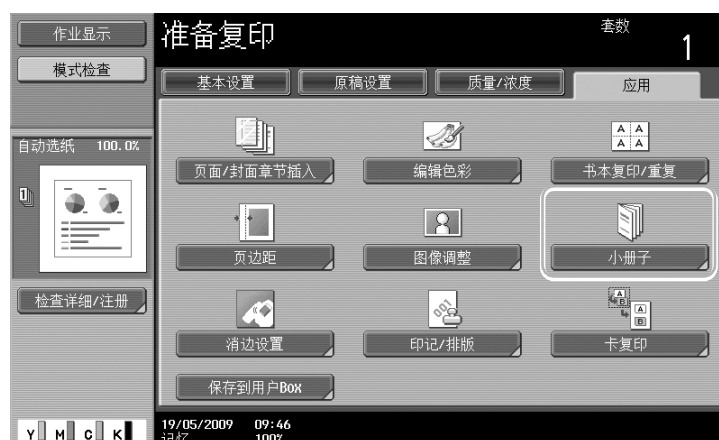 作业显示
准备复印
套数
1
模式检查
基本设置
原稿设置
质量/浓度
应用
自动选纸 100.0%
1
页面/封面章节插入
编辑色彩
A A
A A
书本复印/重复
页边距
图像调整
小册子
检查详细/注册
消边设置
001
印记/排版
A
B
A
B
卡复印
保存到用户Box
Y M C K
19/05/2009 09:46
记忆 100%